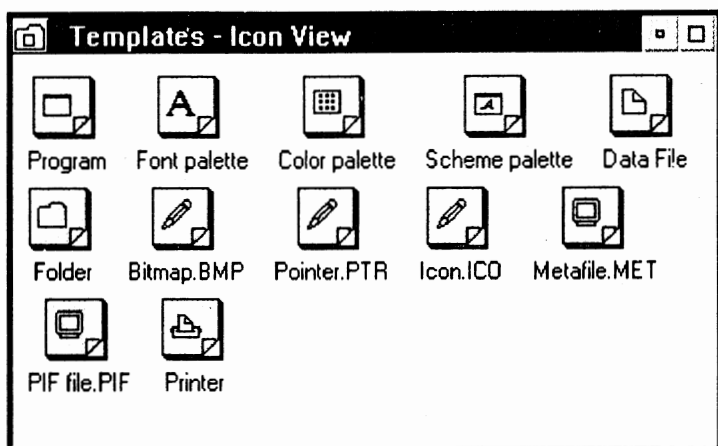 Templates - Icon View
Program Font palette Color palette Scheme palette Data File
Folder Bitmap.BMP Pointer.PTR Icon.ICO Metafile.MET
PIF file.PIF Printer